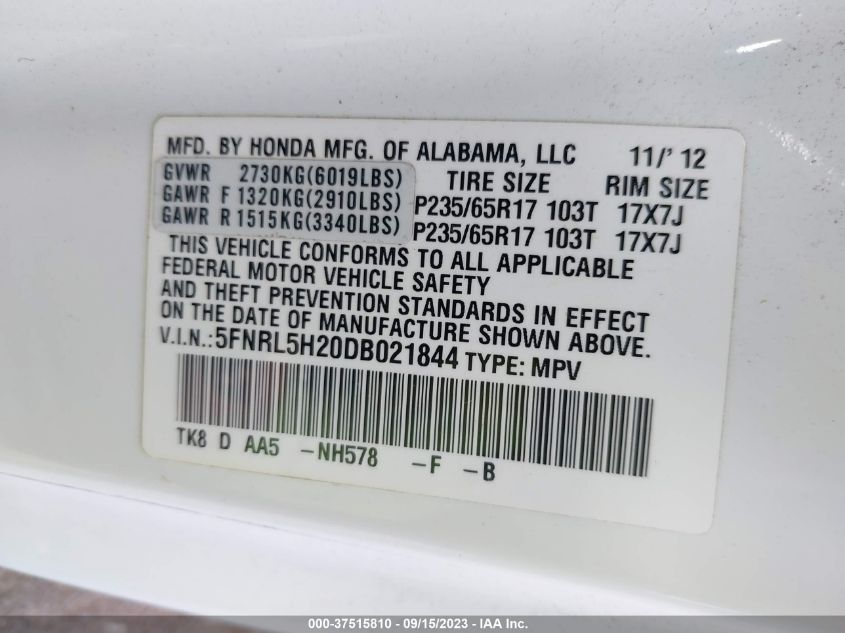 MFD. BY HONDA MFG. OF ALABAMA, LLC 11/' 12
GVWR 2730KG(6019LBS) TIRE SIZE RIM SIZE
GAWR F 1320KG(2910LBS) P235/65R17 103T 17X7J
GAWR R 1515KG(3340LBS) P235/65R17 103T 17X7J
THIS VEHICLE CONFORMS TO ALL APPLICABLE
FEDERAL MOTOR VEHICLE SAFETY
AND THEFT PREVENTION STANDARDS IN EFFECT
ON THE DATE OF MANUFACTURE SHOWN ABOVE.
V.I.N.:5FNRL5H20DB021844 TYPE: MPV
TK8 D AA5 -NH578 -F -B
000-37515810 - 09/15/2023 - IAA Inc.